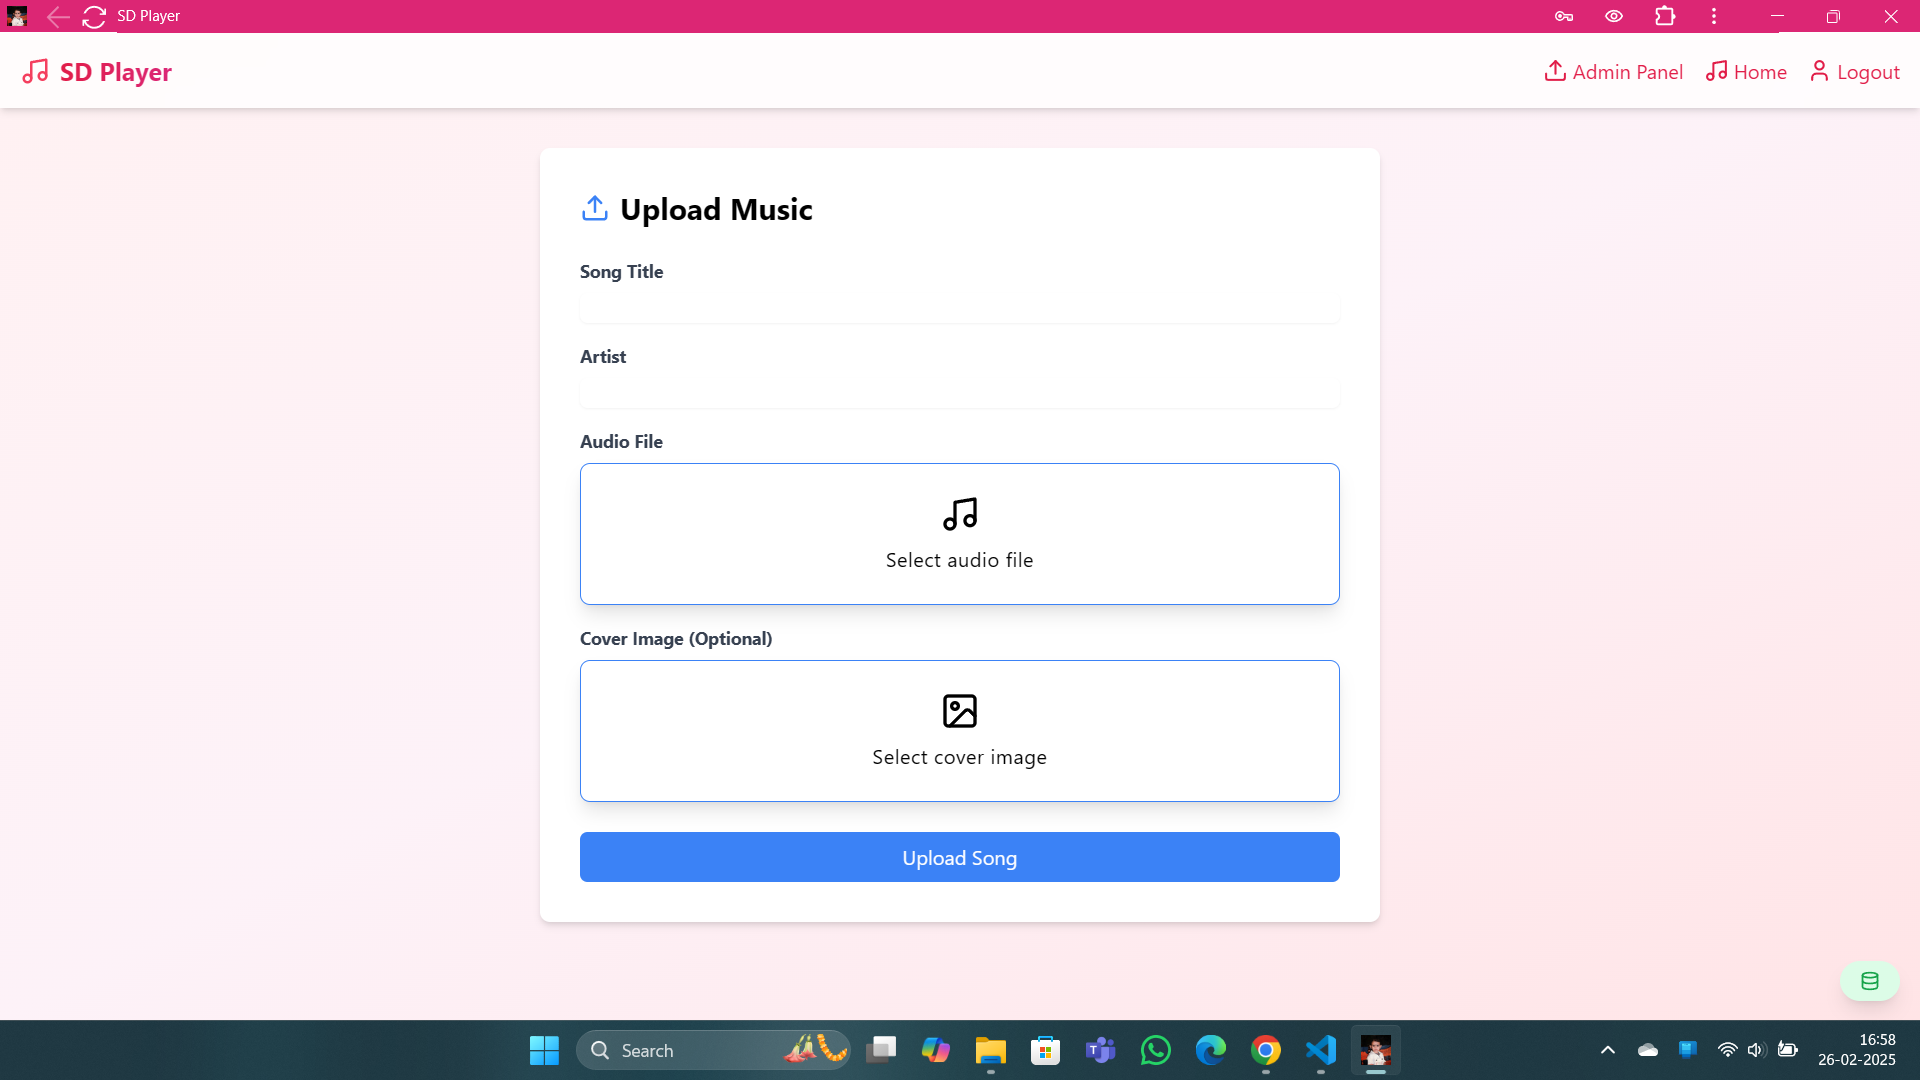 SD Player
SD Player
Admin Panel
Home
Logout
Upload Music
Song Title
Artist
Audio File
Select audio file
Cover Image (Optional)
Select cover image
Upload Song
Search
16:58
26-02-2025